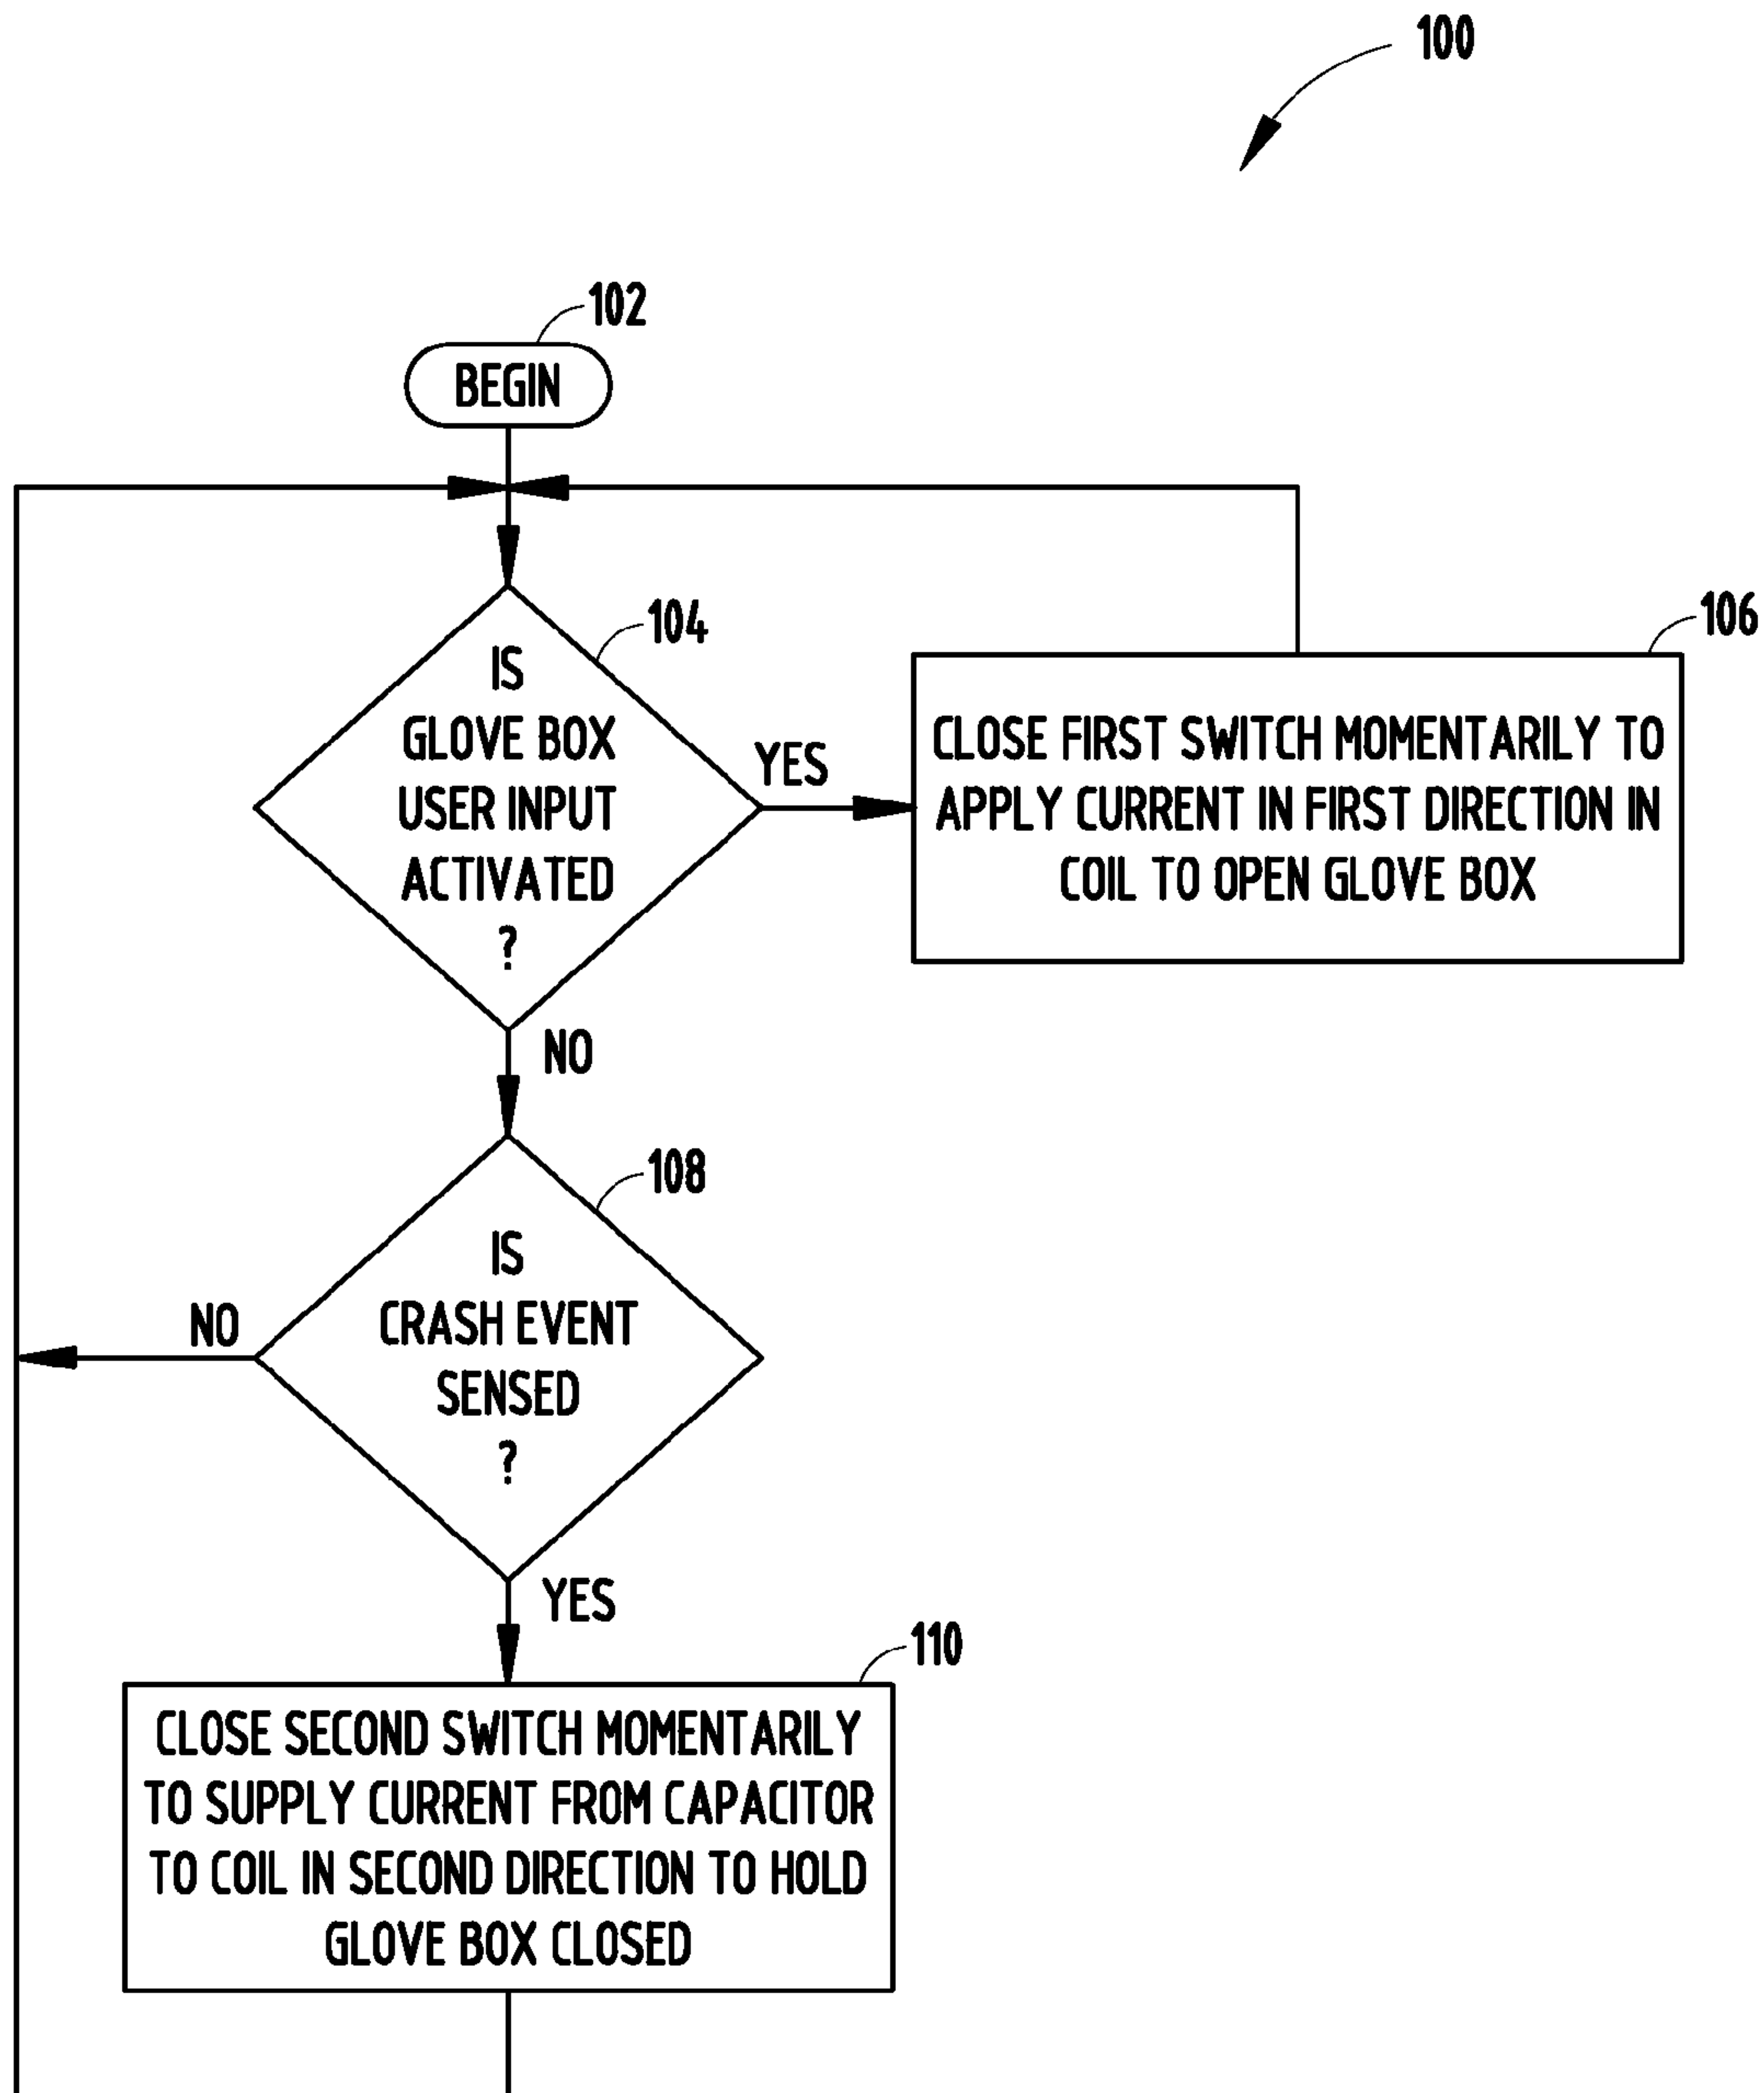 100
102
BEGIN
104
IS
GLOVE BOX
USER INPUT
ACTIVATED
?
YES
106
CLOSE FIRST SWITCH MOMENTARILY TO
APPLY CURRENT IN FIRST DIRECTION IN
COIL TO OPEN GLOVE BOX
NO
108
IS
CRASH EVENT
SENSED
?
NO
YES
110
CLOSE SECOND SWITCH MOMENTARILY
TO SUPPLY CURRENT FROM CAPACITOR
TO COIL IN SECOND DIRECTION TO HOLD
GLOVE BOX CLOSED